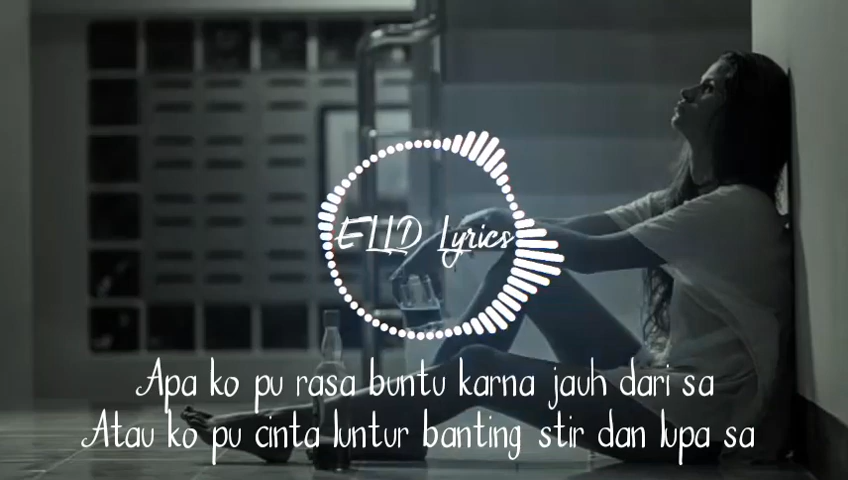 ELLD Lyrics
Apa ko pu rasa buntu karna jauh dari sa
Atau ko pu cinta luntur banting stir dan lupa sa